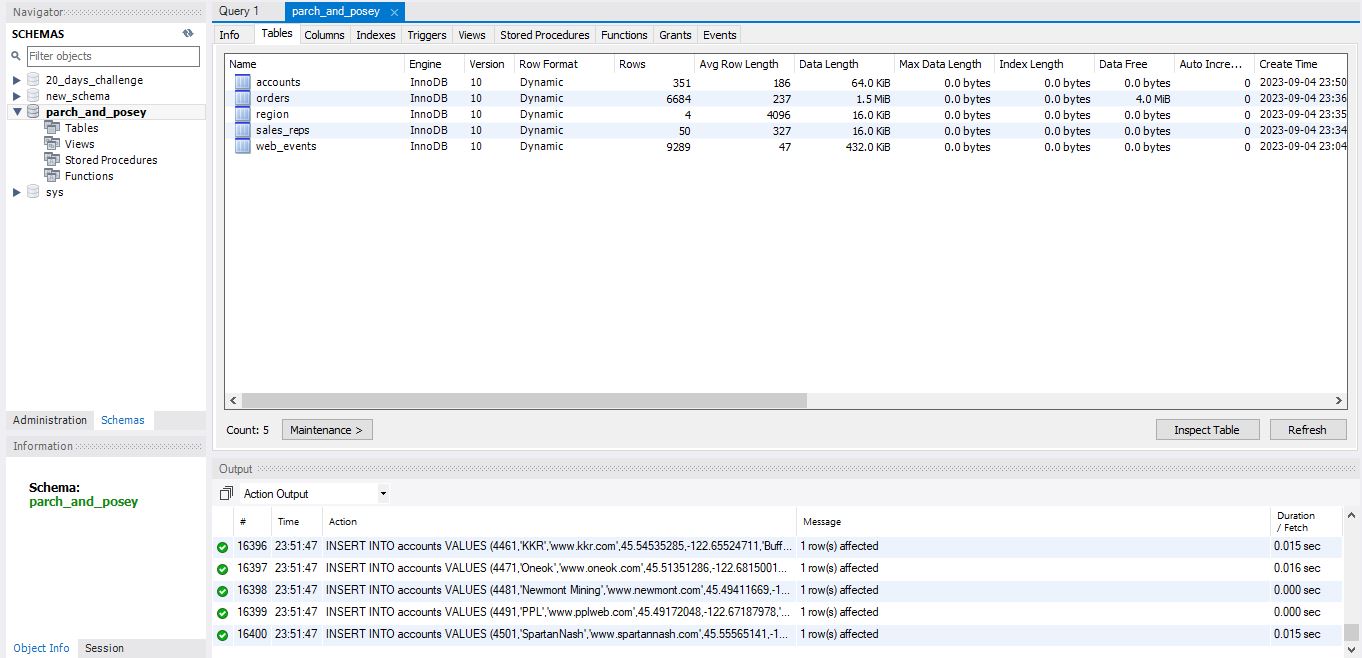 Navigator
SCHEMAS
Filter objects
20_days_challenge
new_schema
parch_and_posey
Tables
Views
Stored Procedures
Functions
sys
Administration Schemas
Information
Schema:
parch_and_posey
Object Info Session
Query 1 parch_and_posey
Info Tables Columns Indexes Triggers Views Stored Procedures Functions Grants Events
Name Engine Version Row Format Rows Avg Row Length Data Length Max Data Length Index Length Data Free Auto Incre... Create Time
accounts InnoDB 10 Dynamic 351 186 64.0 KiB 0.0 bytes 0.0 bytes 0.0 bytes 0 2023-09-04 23:50
orders InnoDB 10 Dynamic 6684 237 1.5 MiB 0.0 bytes 0.0 bytes 4.0 MiB 0 2023-09-04 23:36
region InnoDB 10 Dynamic 4 4096 16.0 KiB 0.0 bytes 0.0 bytes 0.0 bytes 0 2023-09-04 23:35
sales_reps InnoDB 10 Dynamic 50 327 16.0 KiB 0.0 bytes 0.0 bytes 0.0 bytes 0 2023-09-04 23:34
web_events InnoDB 10 Dynamic 9289 47 432.0 KiB 0.0 bytes 0.0 bytes 0.0 bytes 0 2023-09-04 23:04
Count: 5 Maintenance > Inspect Table Refresh
Output
Action Output
# Time Action Message Duration / Fetch
16396 23:51:47 INSERT INTO accounts VALUES (4461,'KKR','www.kkr.com',45.54535285,-122.65524711,'Buff... 1 row(s) affected 0.015 sec
16397 23:51:47 INSERT INTO accounts VALUES (4471,'Oneok','www.oneok.com',45.51351286,-122.6815001... 1 row(s) affected 0.016 sec
16398 23:51:47 INSERT INTO accounts VALUES (4481,'Newmont Mining','www.newmont.com',45.49411669,-1... 1 row(s) affected 0.000 sec
16399 23:51:47 INSERT INTO accounts VALUES (4491,'PPL','www.pplweb.com',45.49172048,-122.67187978,'... 1 row(s) affected 0.000 sec
16400 23:51:47 INSERT INTO accounts VALUES (4501,'SpartanNash','www.spartannash.com',45.55565141,-1... 1 row(s) affected 0.015 sec